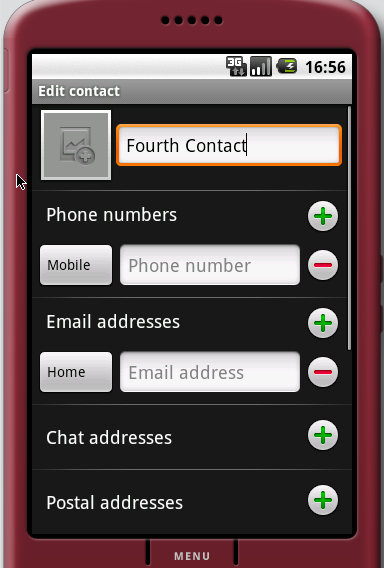 3G 16:56
Edit contact
Fourth Contact
Phone numbers
Mobile Phone number
Email addresses
Home Email address
Chat addresses
Postal addresses
MENU